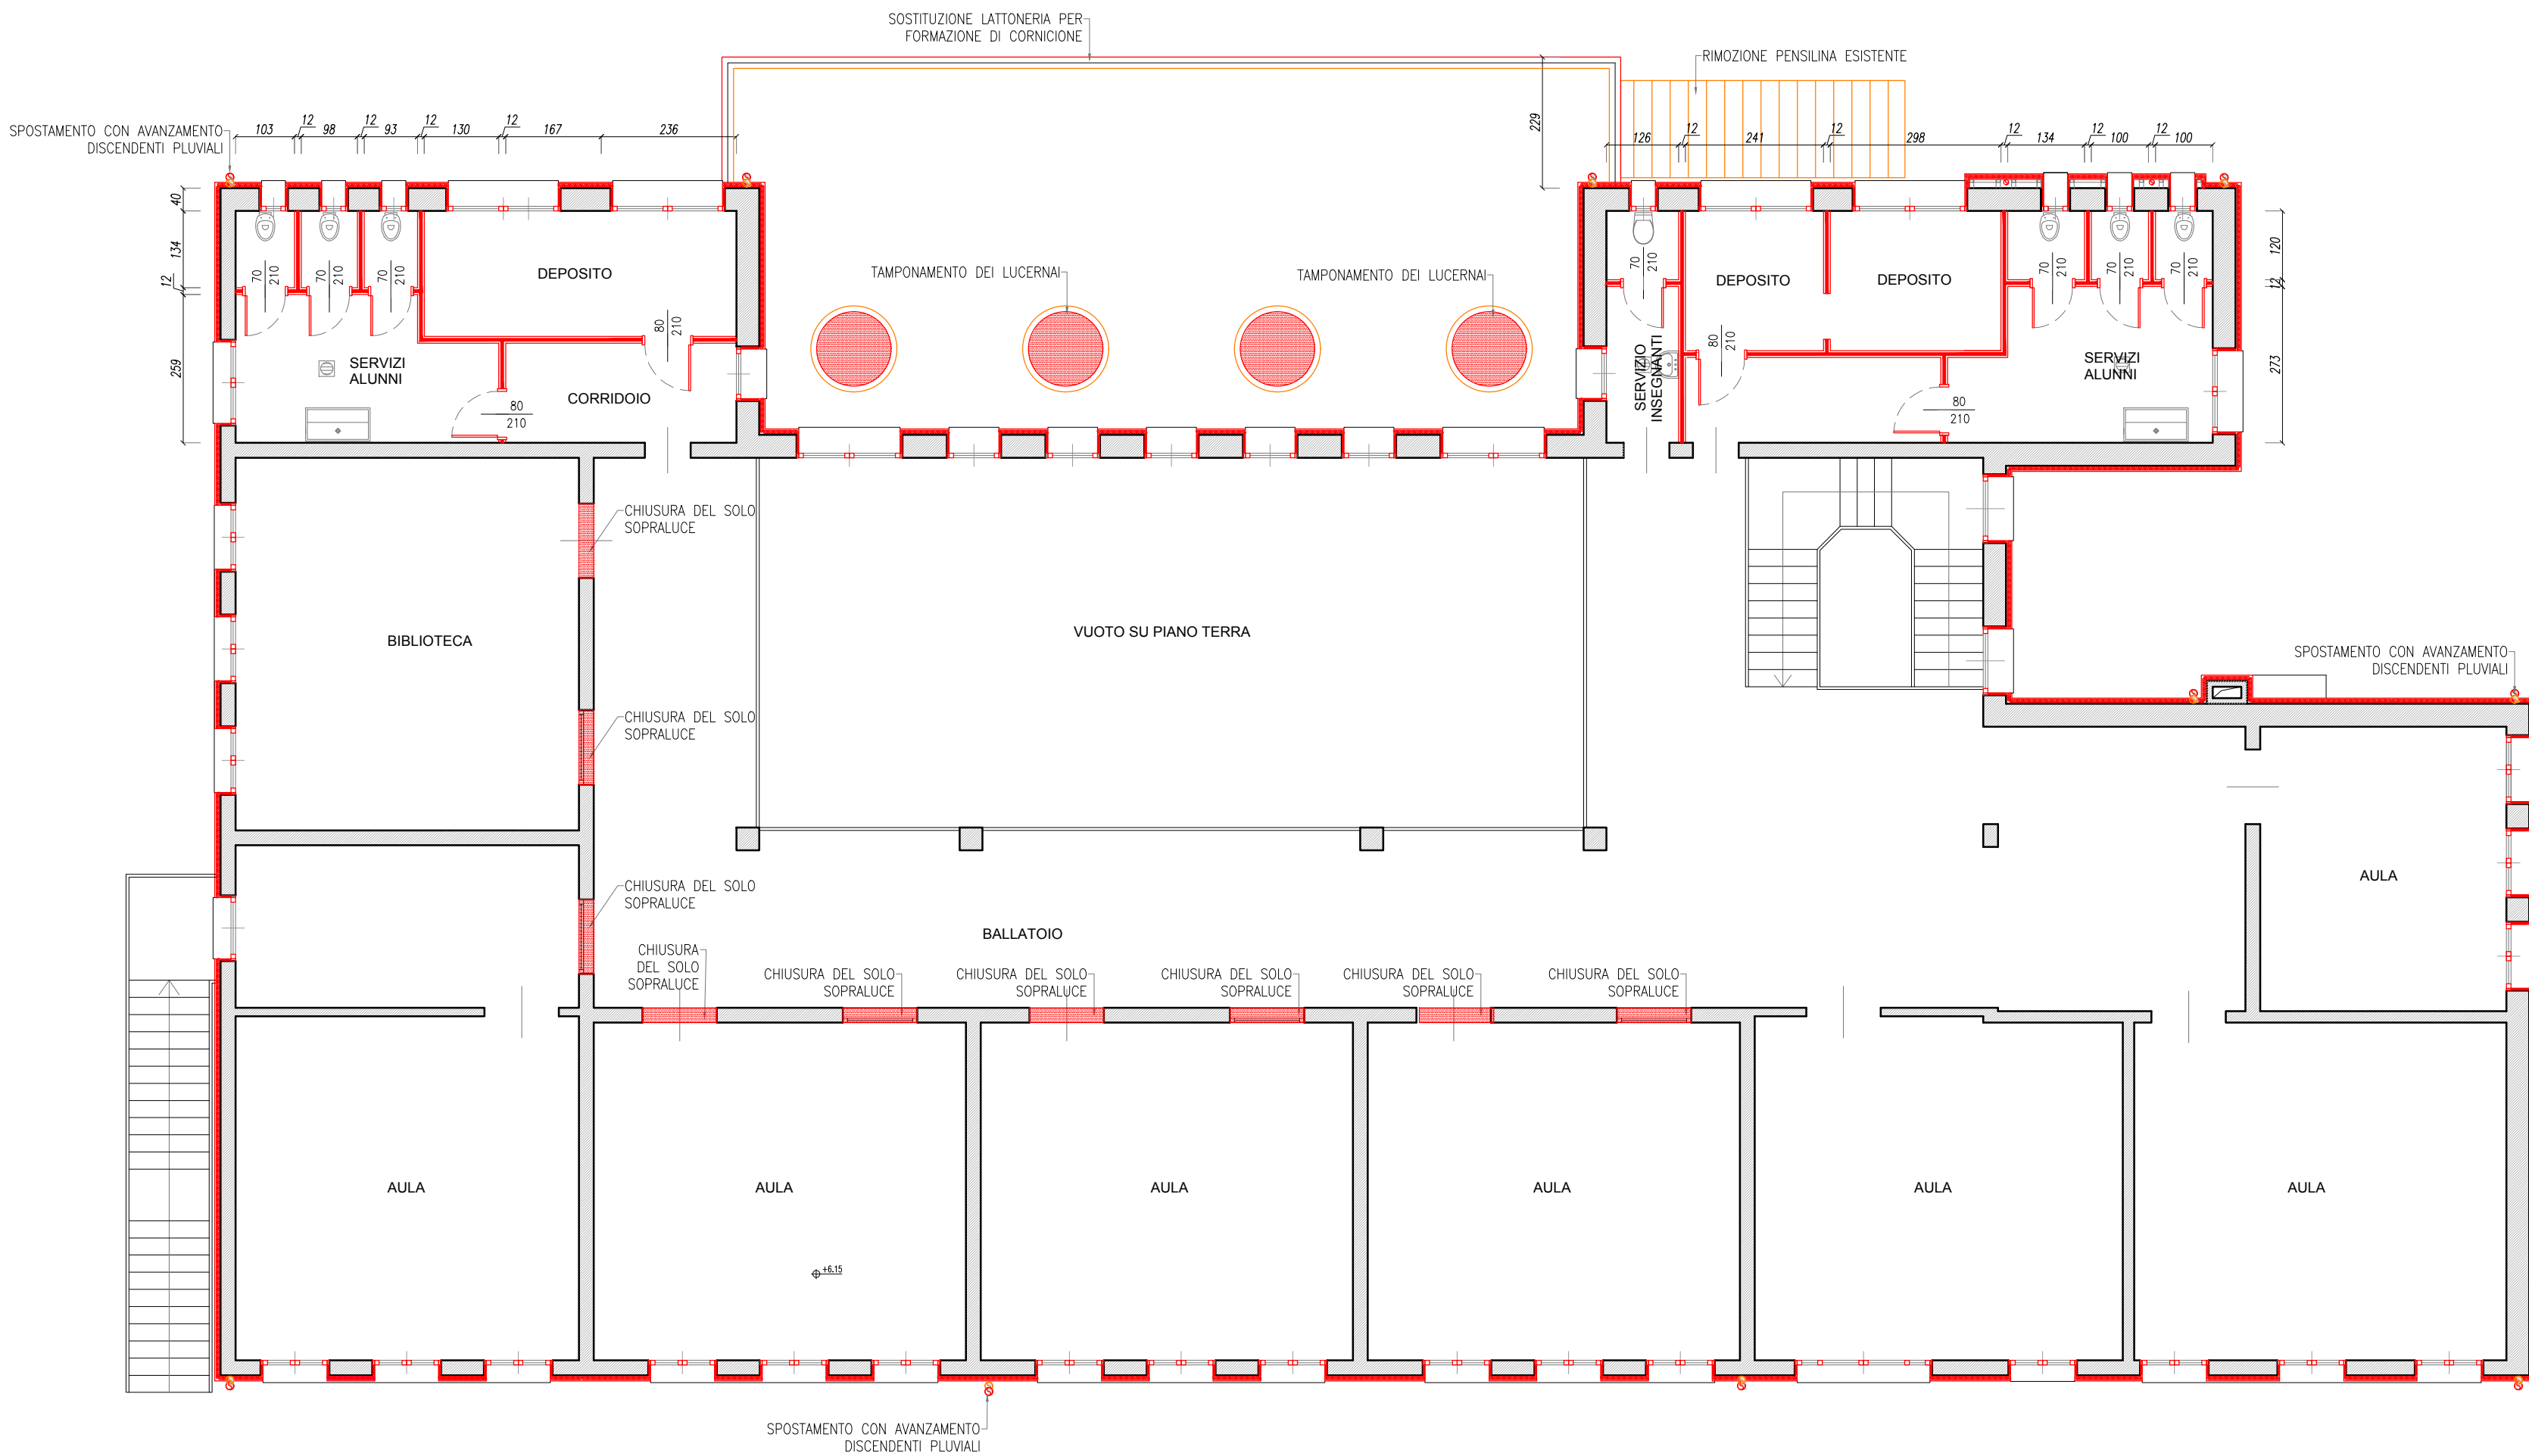 SOSTITUZIONE LATTONERIA PER
FORMAZIONE DI CORNICIONE
RIMOZIONE PENSILINA ESISTENTE
SPOSTAMENTO CON AVANZAMENTO
DISCENDENTI PLUVIALI
103
12
98
12
93
12
130
12
167
236
229
126
12
241
12
298
12
134
12
100
12
100
40
134
12
259
120
12
273
70
210
70
210
70
210
DEPOSITO
80
210
SERVIZI
ALUNNI
CORRIDOIO
80
210
TAMPONAMENTO DEI LUCERNAI
TAMPONAMENTO DEI LUCERNAI
70
210
SERVIZIO
INSEGNANTI
DEPOSITO
DEPOSITO
80
210
70
210
70
210
70
210
SERVIZI
ALUNNI
80
210
CHIUSURA DEL SOLO
SOPRALUCE
BIBLIOTECA
VUOTO SU PIANO TERRA
SPOSTAMENTO CON AVANZAMENTO
DISCENDENTI PLUVIALI
CHIUSURA DEL SOLO
SOPRALUCE
CHIUSURA DEL SOLO
SOPRALUCE
AULA
BALLATOIO
CHIUSURA
DEL SOLO
SOPRALUCE
CHIUSURA DEL SOLO
SOPRALUCE
CHIUSURA DEL SOLO
SOPRALUCE
CHIUSURA DEL SOLO
SOPRALUCE
CHIUSURA DEL SOLO
SOPRALUCE
CHIUSURA DEL SOLO
SOPRALUCE
AULA
AULA
AULA
AULA
AULA
AULA
+6.15
SPOSTAMENTO CON AVANZAMENTO
DISCENDENTI PLUVIALI